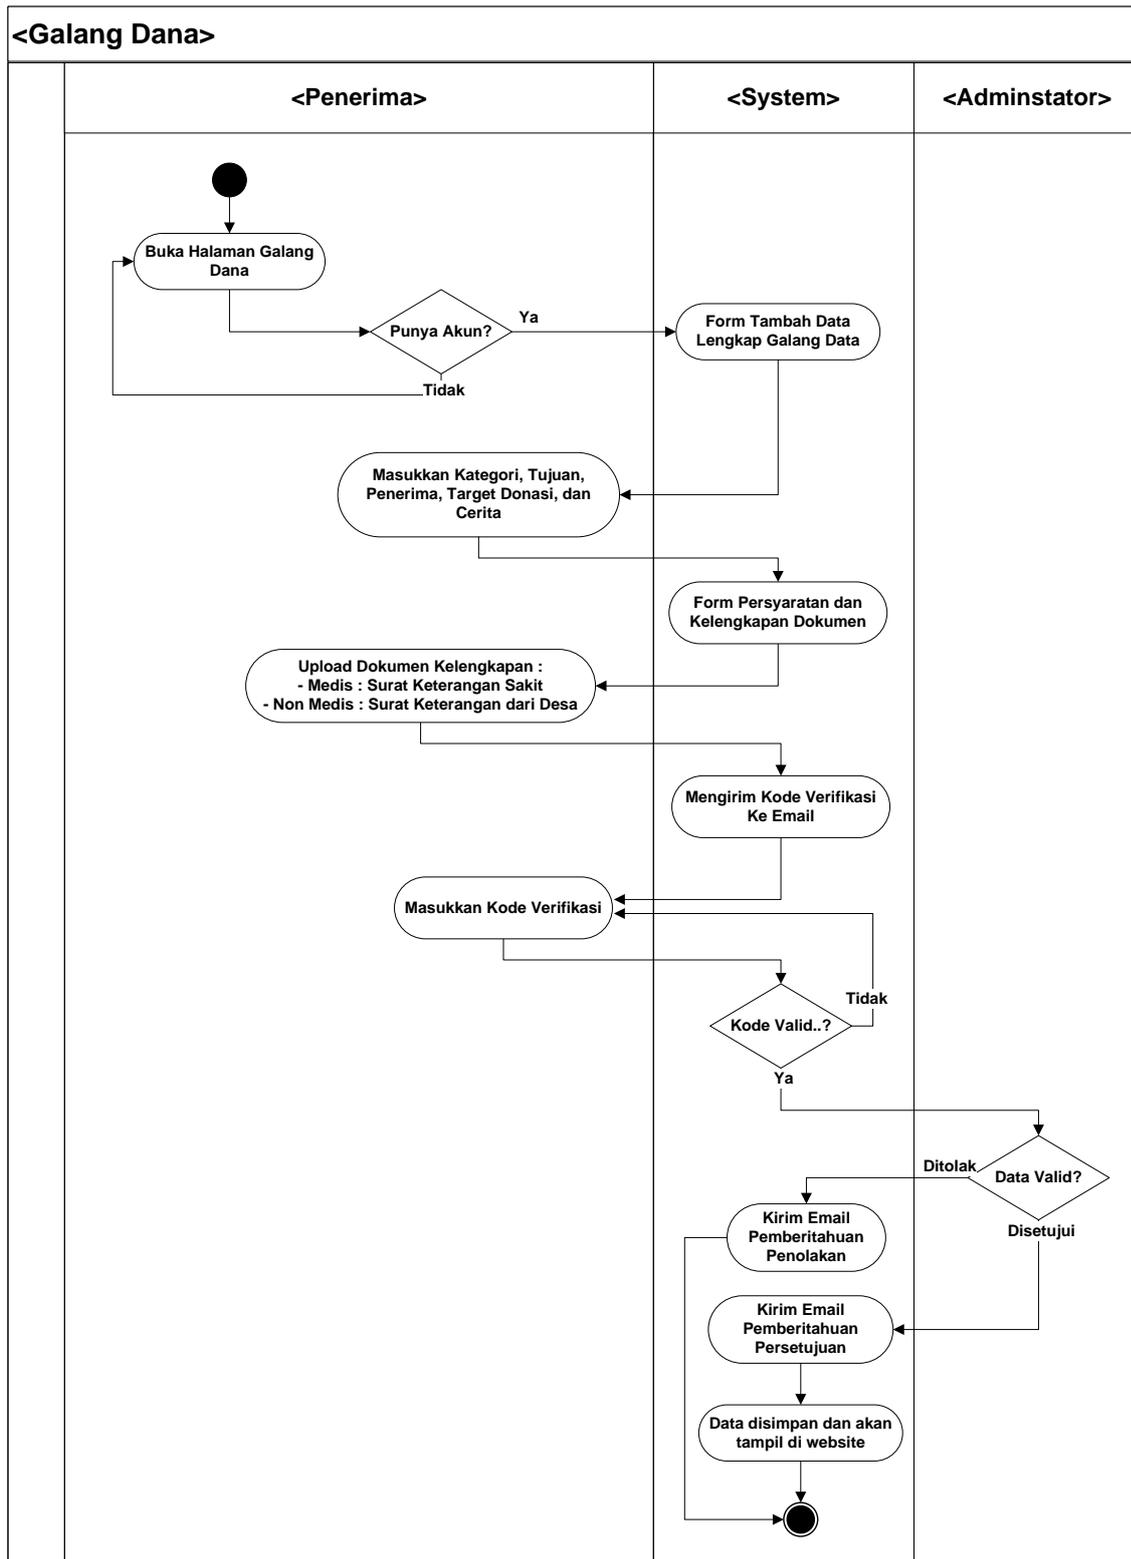 <Galang Dana>
<Penerima>
<System>
<Adminstator>
Buka Halaman Galang
Dana
Punya Akun?
Ya
Tidak
Form Tambah Data
Lengkap Galang Data
Masukkan Kategori, Tujuan,
Penerima, Target Donasi, dan
Cerita
Form Persyaratan dan
Kelengkapan Dokumen
Upload Dokumen Kelengkapan :
- Medis : Surat Keterangan Sakit
- Non Medis : Surat Keterangan dari Desa
Mengirim Kode Verifikasi
Ke Email
Masukkan Kode Verifikasi
Kode Valid..?
Tidak
Ya
Data Valid?
Ditolak
Disetujui
Kirim Email
Pemberitahuan
Penolakan
Kirim Email
Pemberitahuan
Persetujuan
Data disimpan dan akan
tampil di website